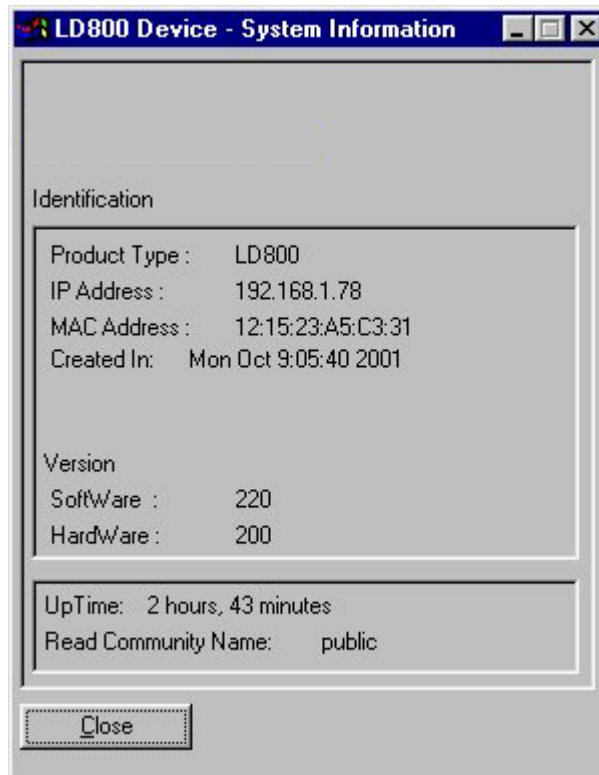 LD800 Device - System Information
Identification
Product Type : LD800
IP Address : 192.168.1.78
MAC Address : 12:15:23:A5:C3:31
Created In: Mon Oct 9:05:40 2001
Version
SoftWare : 220
HardWare : 200
UpTime: 2 hours, 43 minutes
Read Community Name: public
Close